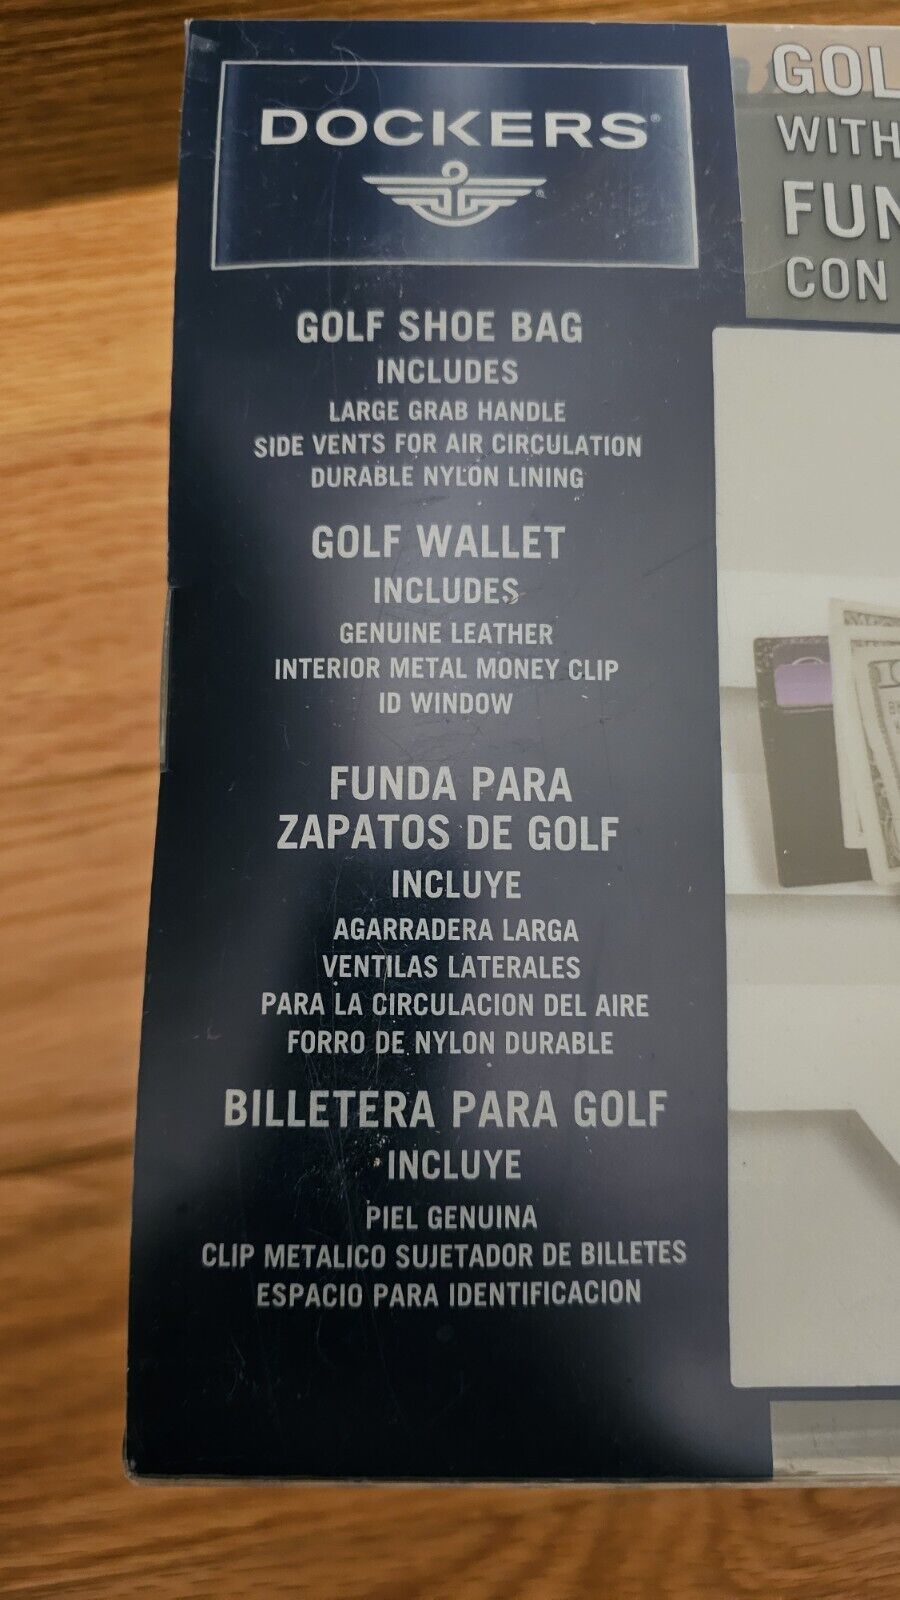 DOCKERS®
®
GOLF SHOE BAG
INCLUDES
LARGE GRAB HANDLE
SIDE VENTS FOR AIR CIRCULATION
DURABLE NYLON LINING
GOLF WALLET
INCLUDES
GENUINE LEATHER
INTERIOR METAL MONEY CLIP
ID WINDOW
FUNDA PARA
ZAPATOS DE GOLF
INCLUYE
AGARRADERA LARGA
VENTILAS LATERALES
PARA LA CIRCULACION DEL AIRE
FORRO DE NYLON DURABLE
BILLETERA PARA GOLF
INCLUYE
PIEL GENUINA
CLIP METALICO SUJETADOR DE BILLETES
ESPACIO PARA IDENTIFICACION
GOL
WITH
FUN
CON